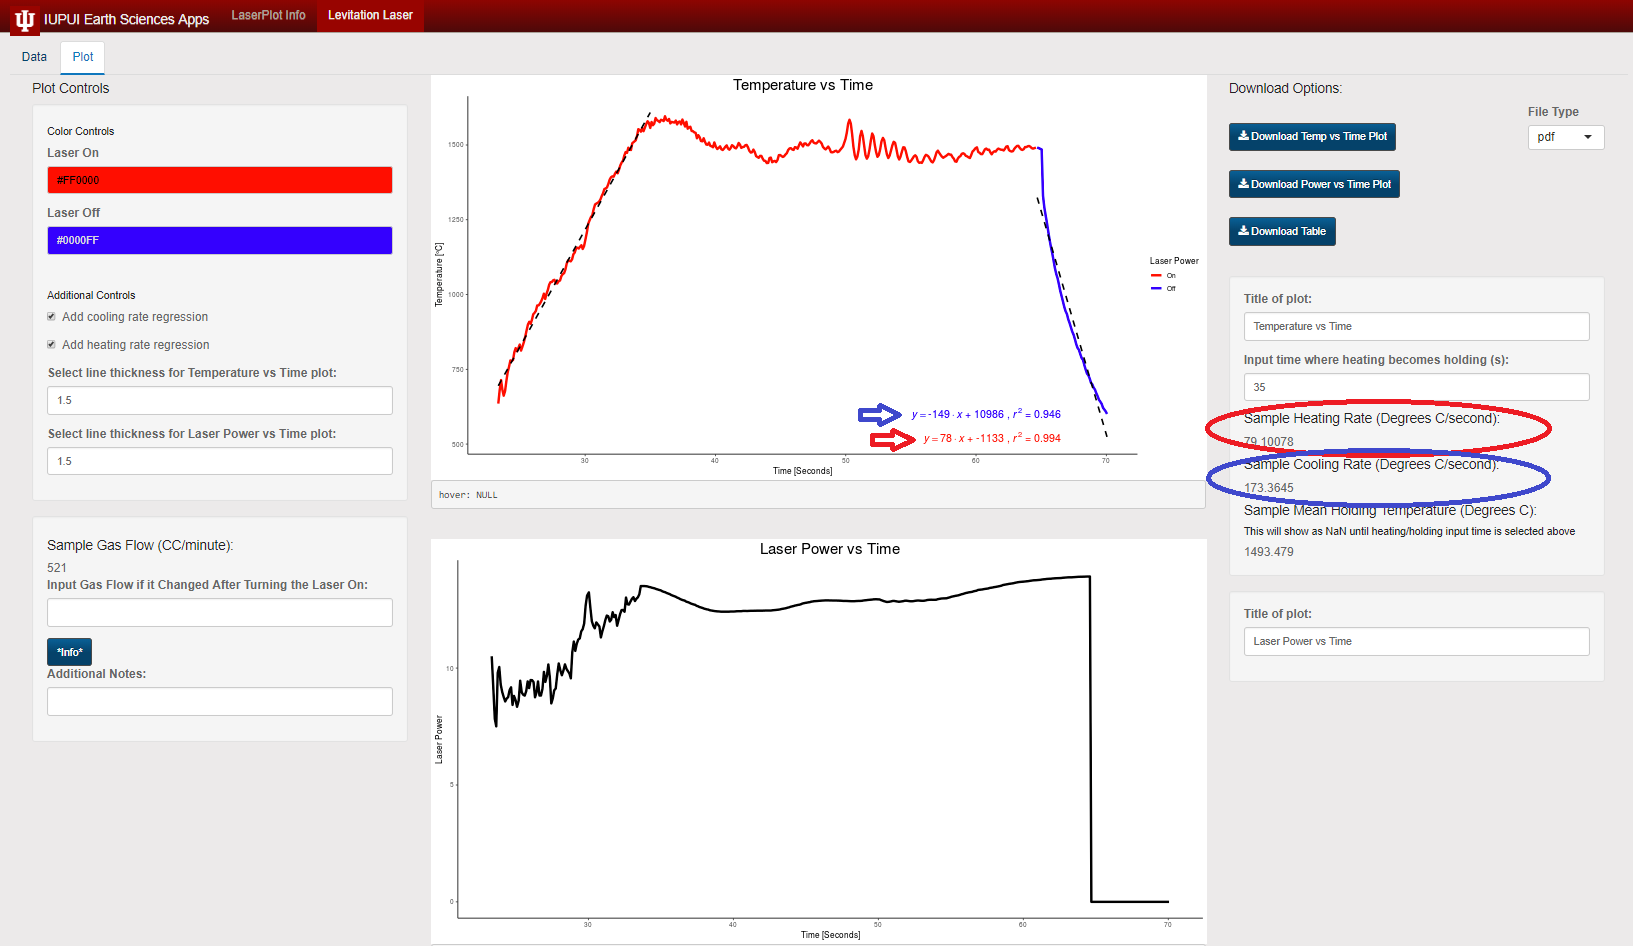 IUPUI Earth Sciences Apps
LaserPlot Info
Levitation Laser
Data
Plot
Plot Controls
Color Controls
Laser On
#FF0000
Laser Off
#0000FF
Additional Controls
Add cooling rate regression
Add heating rate regression
Select line thickness for Temperature vs Time plot:
1.5
Select line thickness for Laser Power vs Time plot:
1.5
Sample Gas Flow (CC/minute):
521
Input Gas Flow if it Changed After Turning the Laser On:
*Info*
Additional Notes:
Temperature vs Time
1500
1250
1000
750
500
Temperature [°C]
30
40
50
60
70
Time [Seconds]
Laser Power
On
Off
y = -149 · x + 10986 , r² = 0.946
y = 78 · x + -1133 , r² = 0.994
hover: NULL
Laser Power vs Time
10
5
0
Laser Power
30
40
50
60
70
Time [Seconds]
Download Options:
File Type
pdf
Download Temp vs Time Plot
Download Power vs Time Plot
Download Table
Title of plot:
Temperature vs Time
Input time where heating becomes holding (s):
35
Sample Heating Rate (Degrees C/second):
79.10078
Sample Cooling Rate (Degrees C/second):
173.3645
Sample Mean Holding Temperature (Degrees C):
This will show as NaN until heating/holding input time is selected above
1493.479
Title of plot:
Laser Power vs Time